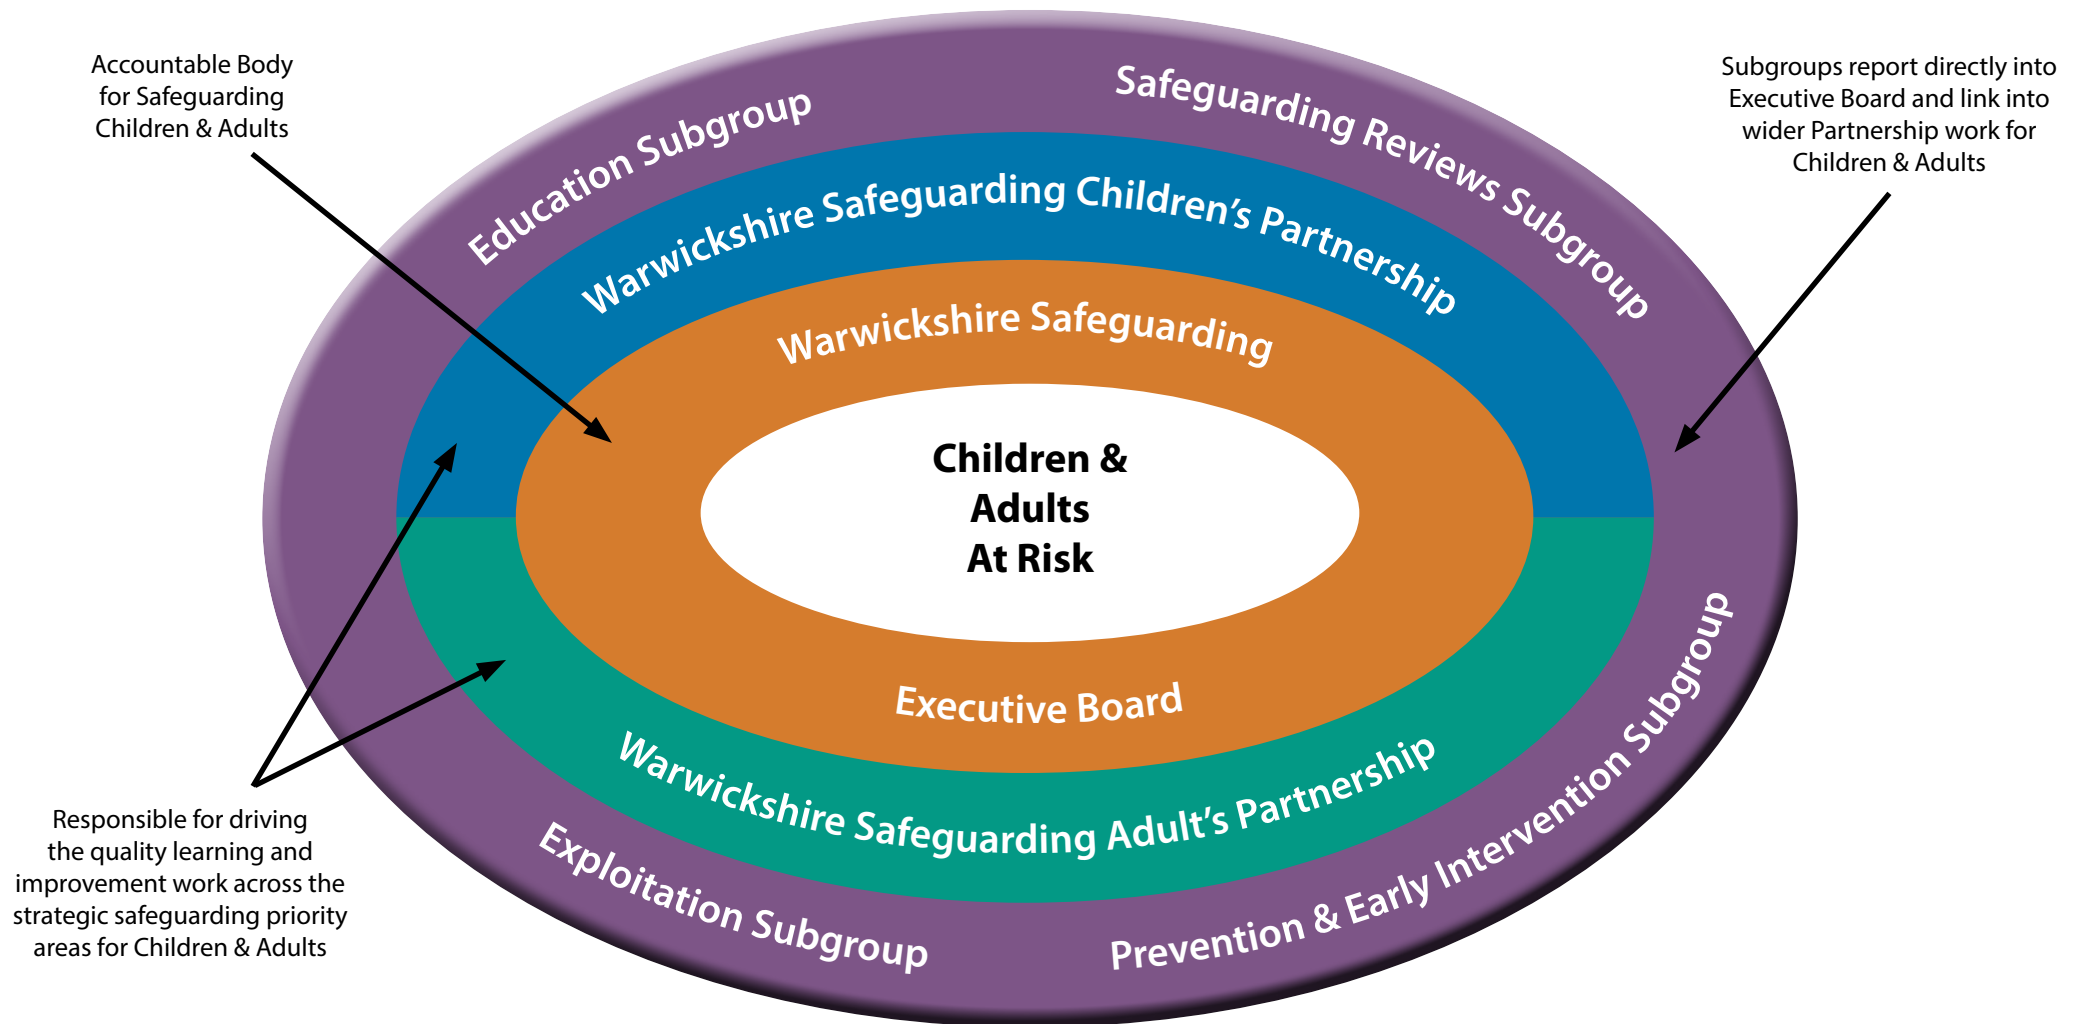 Accountable Body
for Safeguarding
Children & Adults
Subgroups report directly into
Executive Board and link into
wider Partnership work for
Children & Adults
Education Subgroup
Safeguarding Reviews Subgroup
Warwickshire Safeguarding Children’s Partnership
Warwickshire Safeguarding
Children &
Adults
At Risk
Executive Board
Warwickshire Safeguarding Adult’s Partnership
Exploitation Subgroup
Prevention & Early Intervention Subgroup
Responsible for driving
the quality learning and
improvement work across the
strategic safeguarding priority
areas for Children & Adults